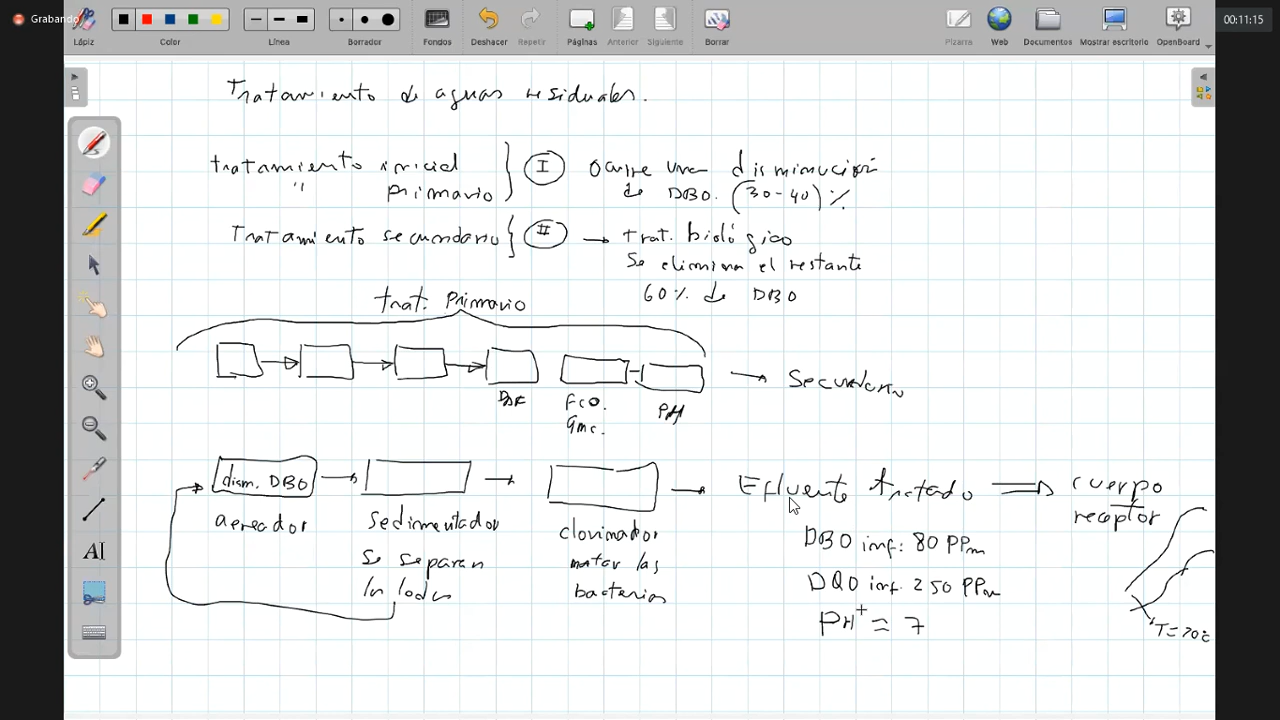 Grabando
00:11:15
Lápiz
Color
Línea
Borrador
Fondos
Deshacer
Repetir
Páginas
Anterior
Siguiente
Borrar
Pizarra
Web
Documentos
Mostrar escritorio
OpenBoard
Tratamiento de aguas residuales.
tratamiento inicial
" primario
I
Ocurre una disminución
de DBO. (30-40) %
Tratamiento secundario
II
→ trat. biológico
Se elimina el restante
60% de DBO
trat. Primario
Fco.
Qmc.
PH
→ Secundario
dism. DBO
aereador
sedimentador
Se separan
los lodos
clorinador
matar las
bacterias
Efluente tratado
cuerpo
receptor
DBO inf: 80 PPm
DQO inf. 250 PPm
PH⁺ ≈ 7
T=20c
AI